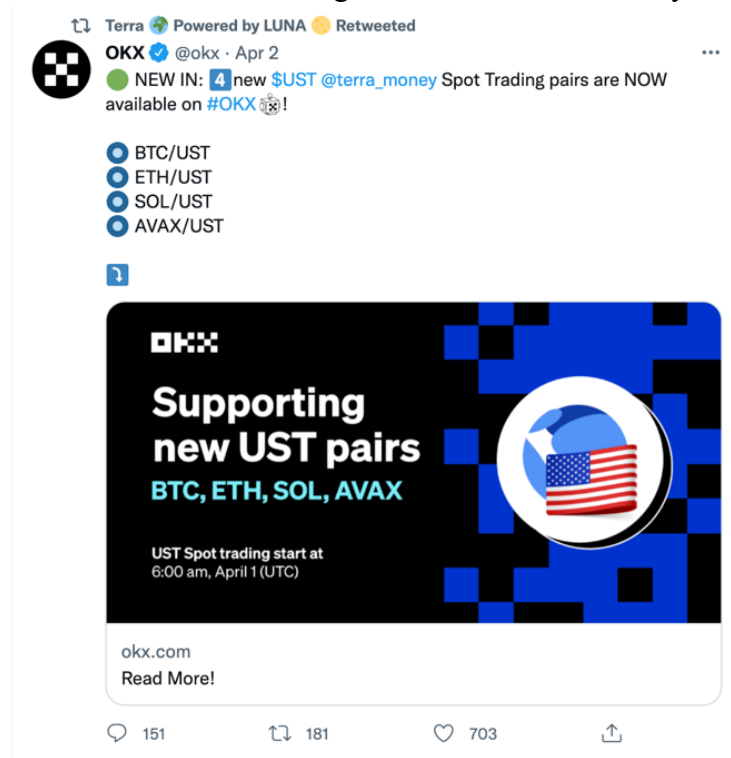 Terra 🌍 Powered by LUNA 🌕 Retweeted
OKX @okx · Apr 2
🟢 NEW IN: 4️⃣ new $UST @terra_money Spot Trading pairs are NOW
available on #OKX !
BTC/UST
ETH/UST
SOL/UST
AVAX/UST
OKX
Supporting
new UST pairs
BTC, ETH, SOL, AVAX
UST Spot trading start at
6:00 am, April 1 (UTC)
okx.com
Read More!
151 181 703